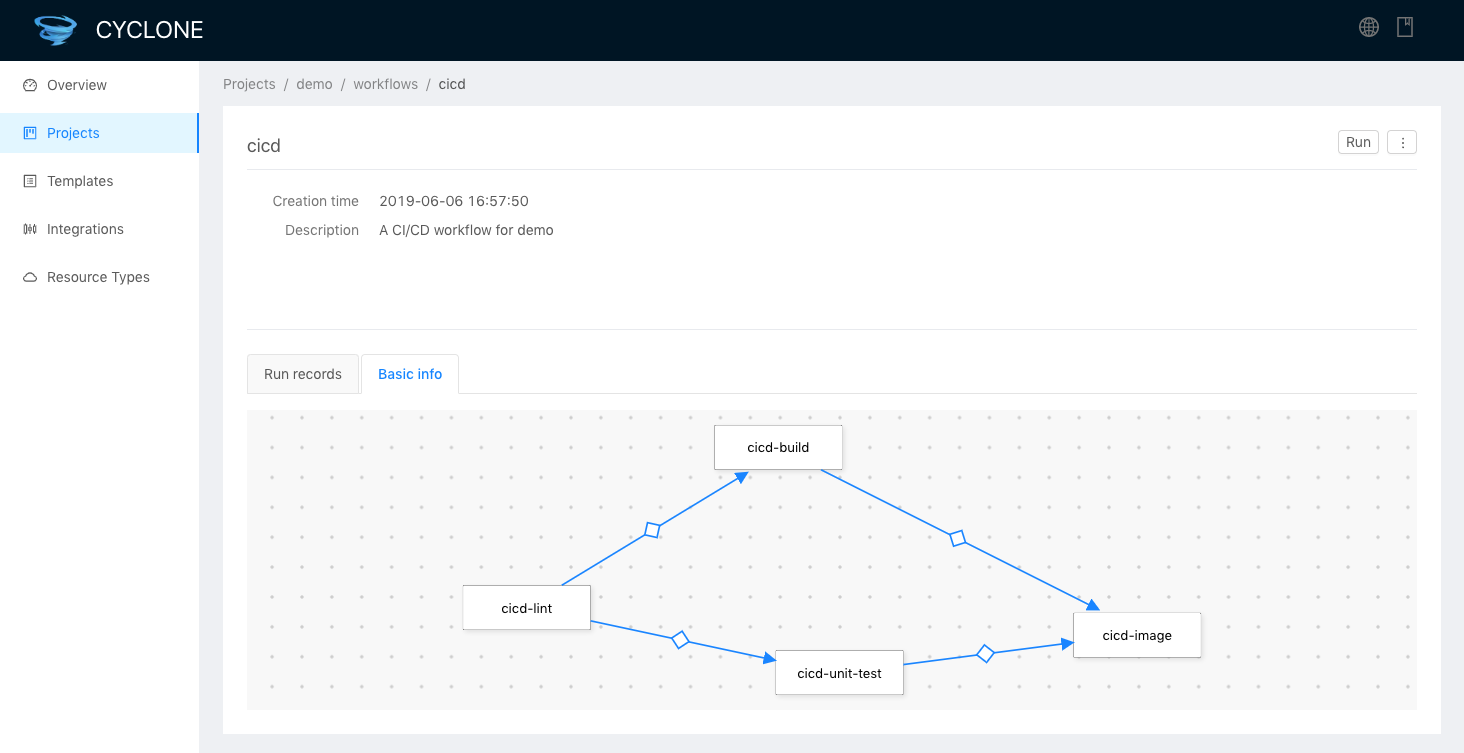 CYCLONE
Overview
Projects
Templates
Integrations
Resource Types
Projects / demo / workflows / cicd
cicd
Run
Creation time 2019-06-06 16:57:50
Description A CI/CD workflow for demo
Run records Basic info
cicd-build
cicd-lint
cicd-image
cicd-unit-test